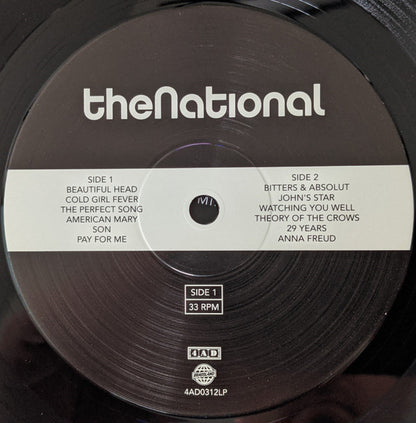 theNational
SIDE 1
BEAUTIFUL HEAD
COLD GIRL FEVER
THE PERFECT SONG
AMERICAN MARY
SON
PAY FOR ME
SIDE 2
BITTERS & ABSOLUT
JOHN'S STAR
WATCHING YOU WELL
THEORY OF THE CROWS
29 YEARS
ANNA FREUD
SIDE 1
33 RPM
4AD
4AD0312LP